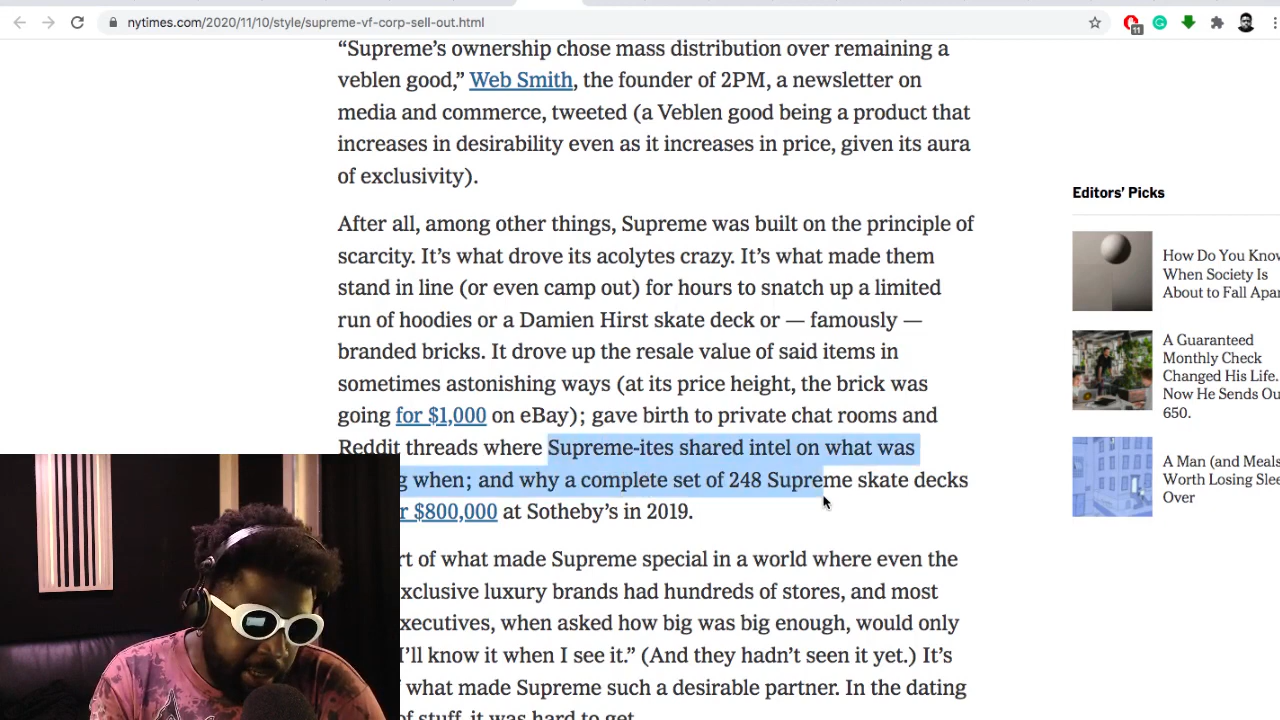 nytimes.com/2020/11/10/style/supreme-vf-corp-sell-out.html
11
“Supreme’s ownership chose mass distribution over remaining a
veblen good,” Web Smith, the founder of 2PM, a newsletter on
media and commerce, tweeted (a Veblen good being a product that
increases in desirability even as it increases in price, given its aura
of exclusivity).
After all, among other things, Supreme was built on the principle of
scarcity. It’s what drove its acolytes crazy. It’s what made them
stand in line (or even camp out) for hours to snatch up a limited
run of hoodies or a Damien Hirst skate deck or — famously —
branded bricks. It drove up the resale value of said items in
sometimes astonishing ways (at its price height, the brick was
going for $1,000 on eBay); gave birth to private chat rooms and
Reddit threads where Supreme-ites shared intel on what was
when; and why a complete set of 248 Supreme skate decks
$800,000 at Sotheby’s in 2019.
of what made Supreme special in a world where even the
luxury brands had hundreds of stores, and most
when asked how big was big enough, would only
I’ll know it when I see it.” (And they hadn’t seen it yet.) It’s
what made Supreme such a desirable partner. In the dating
of stuff, it was hard to get.
Editors’ Picks
How Do You Know
When Society Is
About to Fall Apar
A Guaranteed
Monthly Check
Changed His Life.
Now He Sends Ou
650.
A Man (and Meals
Worth Losing Slee
Over